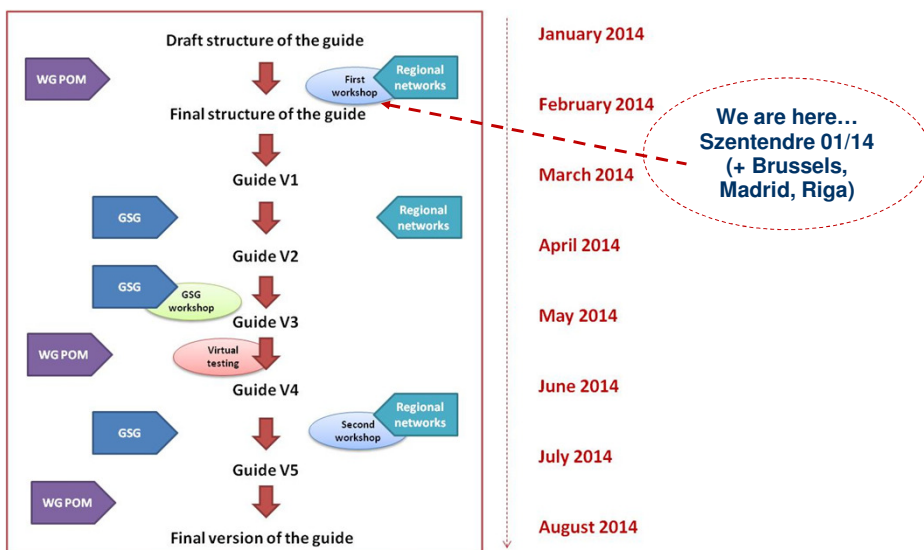 Draft structure of the guide
January 2014
WG POM
First
workshop
Regional
networks
February 2014
Final structure of the guide
We are here...
Szentendre 01/14
(+ Brussels,
Madrid, Riga)
Guide V1
March 2014
GSG
Regional
networks
April 2014
Guide V2
GSG
GSG
workshop
Guide V3
May 2014
WG POM
Virtual
testing
Guide V4
June 2014
GSG
Second
workshop
Regional
networks
July 2014
Guide V5
WG POM
August 2014
Final version of the guide